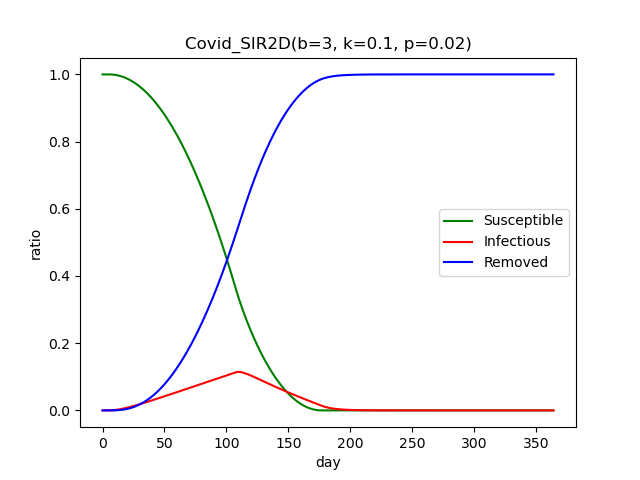 Covid_SIR2D(b=3, k=0.1, p=0.02)
ratio
1.0
0.8
0.6
0.4
0.2
0.0
Susceptible
Infectious
Removed
0 50 100 150 200 250 300 350
day